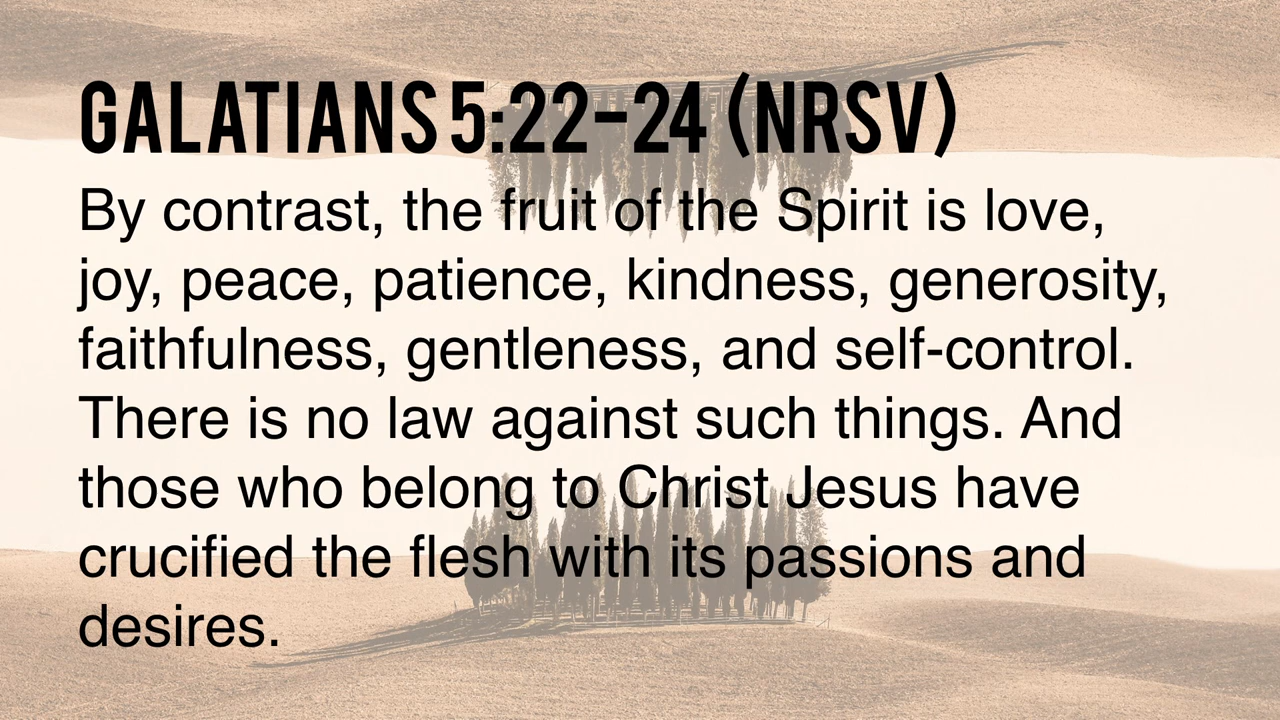 GALATIANS 5:22-24 (NRSV)
By contrast, the fruit of the Spirit is love,
joy, peace, patience, kindness, generosity,
faithfulness, gentleness, and self-control.
There is no law against such things. And
those who belong to Christ Jesus have
crucified the flesh with its passions and
desires.